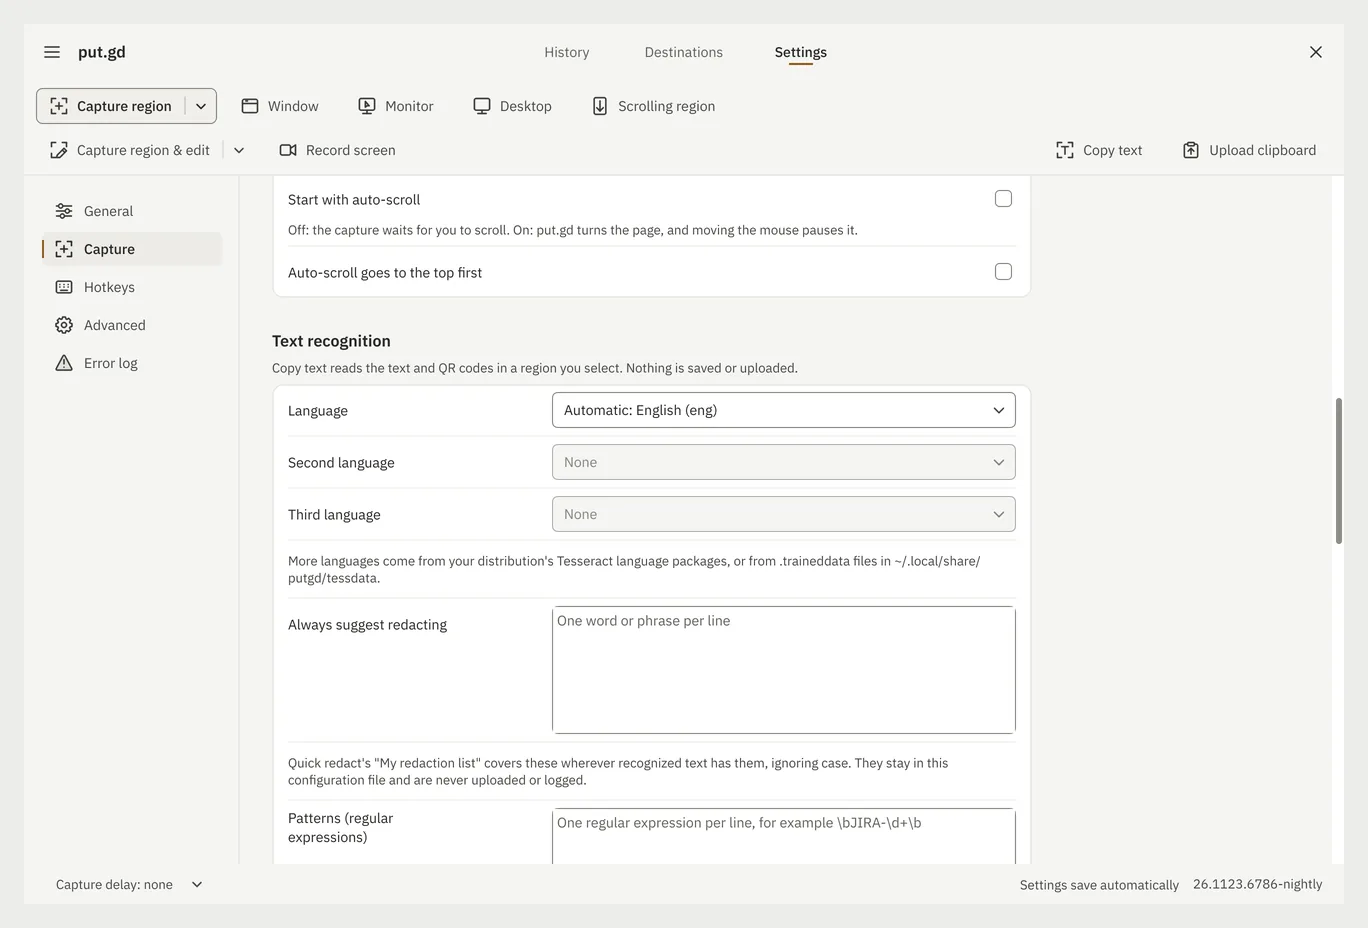 put.gd
History
Destinations
Settings
Capture region
Window
Monitor
Desktop
Scrolling region
Capture region & edit
Record screen
Copy text
Upload clipboard
General
Capture
Hotkeys
Advanced
Error log
Start with auto-scroll
Off: the capture waits for you to scroll. On: put.gd turns the page, and moving the mouse pauses it.
Auto-scroll goes to the top first
Text recognition
Copy text reads the text and QR codes in a region you select. Nothing is saved or uploaded.
Language
Automatic: English (eng)
Second language
None
Third language
None
More languages come from your distribution's Tesseract language packages, or from .traineddata files in ~/.local/share/
putgd/tessdata.
Always suggest redacting
One word or phrase per line
Quick redact's "My redaction list" covers these wherever recognized text has them, ignoring case. They stay in this
configuration file and are never uploaded or logged.
Patterns (regular
expressions)
One regular expression per line, for example \bJIRA-\d+\b
Capture delay: none
Settings save automatically
26.1123.6786-nightly